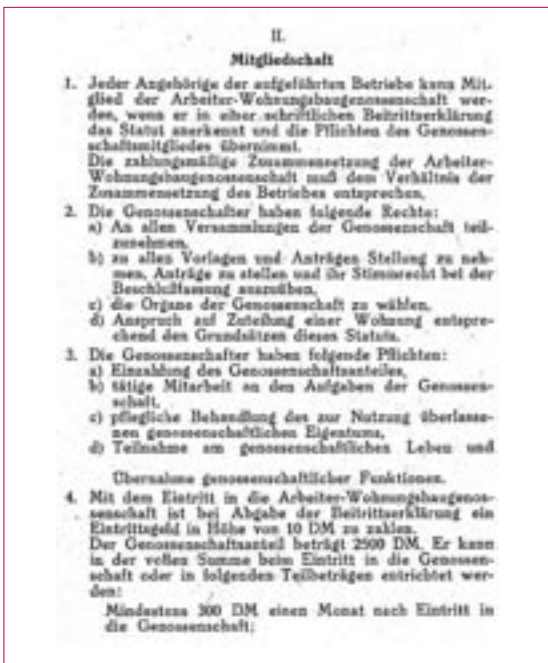 II.
Mitgliedschaft
1. Jeder Angehörige der aufgeführten Betriebe kann Mit-
glied der Arbeiter-Wohnungsbaugenossenschaft wer-
den, wenn er in einer schriftlichen Beitrittserklärung
das Statut anerkennt und die Pflichten des Genossen-
schaftsmitgliedes übernimmt.
Die zahlungsmäßige Zusammensetzung der Arbeiter-
Wohnungsbaugenossenschaft muß dem Verhältnis der
Zusammensetzung des Betriebes entsprechen.
2. Die Genossenschafter haben folgende Rechte:
a) An allen Versammlungen der Genossenschaft teil-
zunehmen,
b) zu allen Vorlagen und Anträgen Stellung zu neh-
men, Anträge zu stellen und ihr Stimmrecht bei der
Beschlußfassung auszuüben,
c) die Organe der Genossenschaft zu wählen,
d) Anspruch auf Zuteilung einer Wohnung entspre-
chend den Grundsätzen dieses Statuts.
3. Die Genossenschafter haben folgende Pflichten:
a) Einzahlung des Genossenschaftsanteiles,
b) tätige Mitarbeit an den Aufgaben der Genossen-
schaft,
c) pflegliche Behandlung des zur Nutzung überlasse-
nen genossenschaftlichen Eigentums,
d) Teilnahme am genossenschaftlichen Leben und
Übernahme genossenschaftlicher Funktionen.
4. Mit dem Eintritt in die Arbeiter-Wohnungsbaugenos-
senschaft ist bei Abgabe der Beitrittserklärung ein
Eintrittsgeld in Höhe von 10 DM zu zahlen.
Der Genossenschaftsanteil beträgt 2500 DM. Er kann
in der vollen Summe beim Eintritt in die Genossen-
schaft oder in folgenden Teilbeträgen entrichtet wer-
den:
Mindestens 300 DM einen Monat nach Eintritt in
die Genossenschaft;